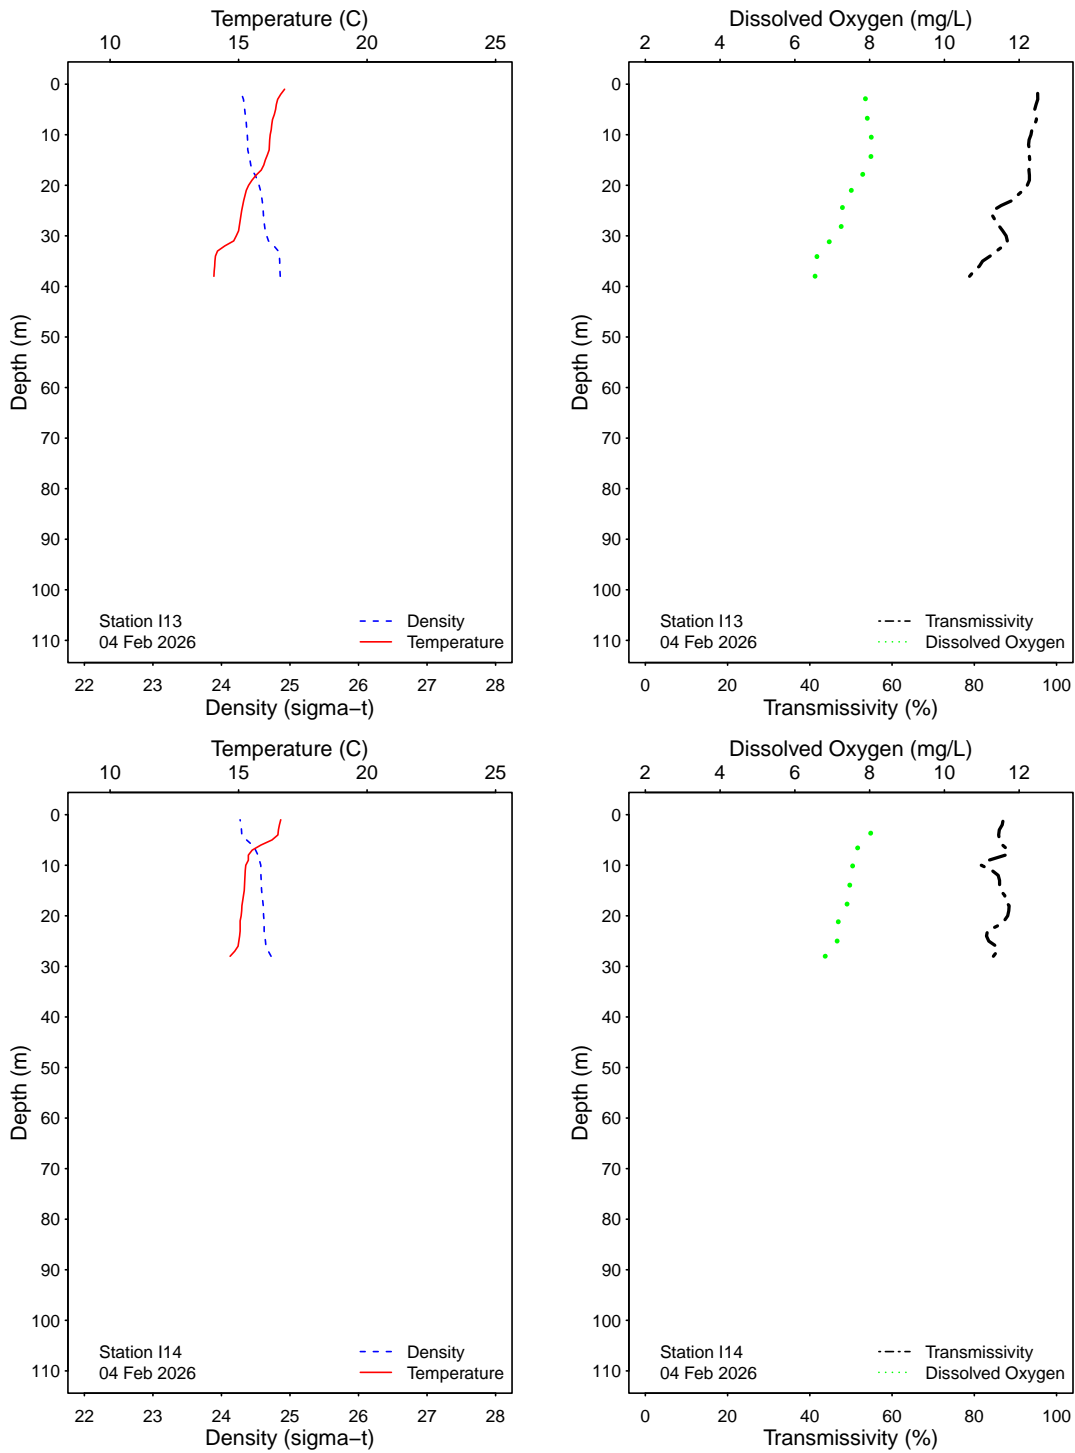 Temperature (C)
10 15 20 25
0
10
20
30
40
50
60
70
80
90
100
110
Depth (m)
Station I13
04 Feb 2026
Density
Temperature
22 23 24 25 26 27 28
Density (sigma−t)
Dissolved Oxygen (mg/L)
2 4 6 8 10 12
0
10
20
30
40
50
60
70
80
90
100
110
Depth (m)
Station I13
04 Feb 2026
Transmissivity
Dissolved Oxygen
0 20 40 60 80 100
Transmissivity (%)
Temperature (C)
10 15 20 25
0
10
20
30
40
50
60
70
80
90
100
110
Depth (m)
Station I14
04 Feb 2026
Density
Temperature
22 23 24 25 26 27 28
Density (sigma−t)
Dissolved Oxygen (mg/L)
2 4 6 8 10 12
0
10
20
30
40
50
60
70
80
90
100
110
Depth (m)
Station I14
04 Feb 2026
Transmissivity
Dissolved Oxygen
0 20 40 60 80 100
Transmissivity (%)